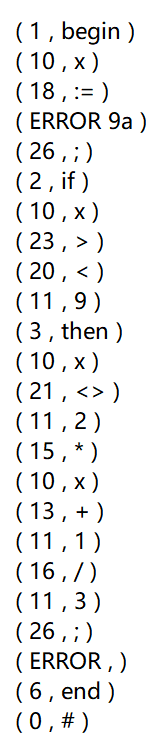 ( 1 , begin )
( 10 , x )
( 18 , := )
( ERROR 9a )
( 26 , ; )
( 2 , if )
( 10 , x )
( 23 , > )
( 20 , < )
( 11 , 9 )
( 3 , then )
( 10 , x )
( 21 , <> )
( 11 , 2 )
( 15 , * )
( 10 , x )
( 13 , + )
( 11 , 1 )
( 16 , / )
( 11 , 3 )
( 26 , ; )
( ERROR , )
( 6 , end )
( 0 , # )